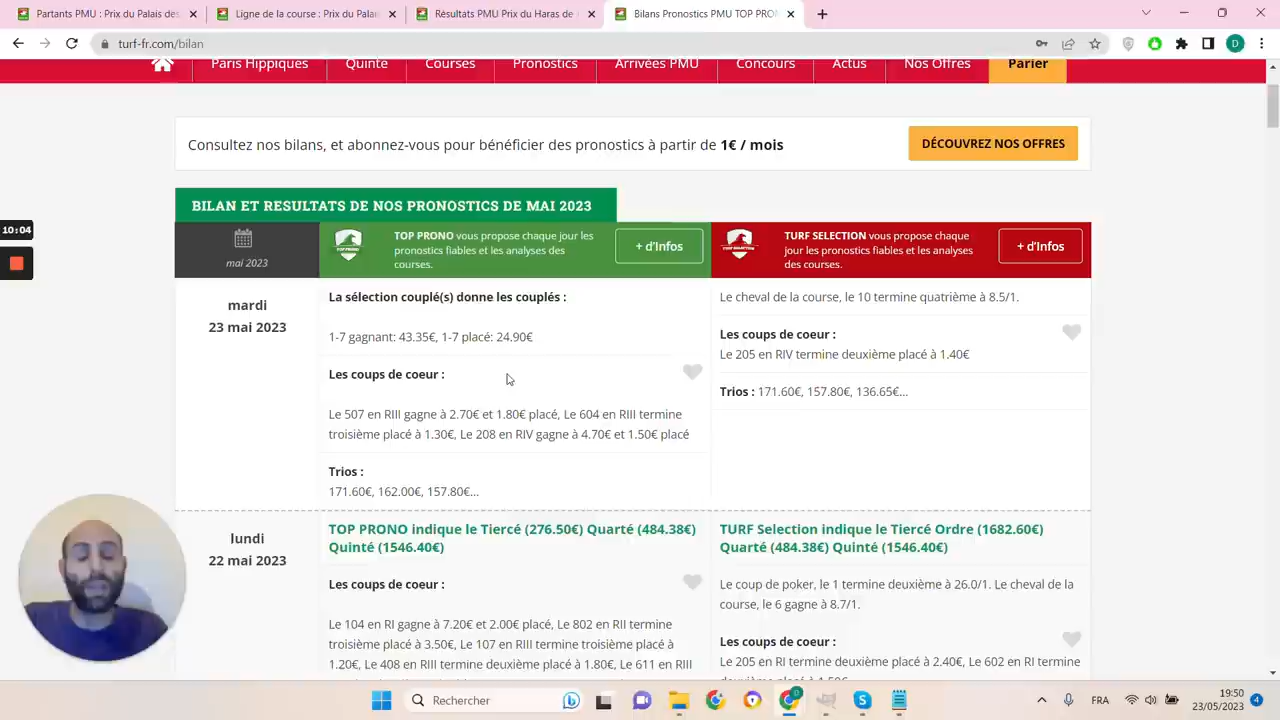 Partants PMU : Prix du Palais des
Ligne de la course : Prix du Palai
Résultats PMU Prix du Haras de
Bilans Pronostics PMU TOP PRON
turf-fr.com/bilan
D
Paris Hippiques
Quinté
Courses
Pronostics
Arrivées PMU
Concours
Actus
Nos Offres
Parier
Consultez nos bilans, et abonnez-vous pour bénéficier des pronostics à partir de 1€ / mois
DÉCOUVREZ NOS OFFRES
10:04
BILAN ET RESULTATS DE NOS PRONOSTICS DE MAI 2023
mai 2023
TOP PRONO
TOP PRONO vous propose chaque jour les
pronostics fiables et les analyses des
courses.
+ d'Infos
TOP SELECTION
TURF SELECTION vous propose chaque
jour les pronostics fiables et les analyses
des courses.
+ d'Infos
mardi
23 mai 2023
La sélection couplé(s) donne les couplés :
1-7 gagnant: 43.35€, 1-7 placé: 24.90€
Les coups de coeur :
Le 507 en RIII gagne à 2.70€ et 1.80€ placé, Le 604 en RIII termine
troisième placé à 1.30€, Le 208 en RIV gagne à 4.70€ et 1.50€ placé
Trios :
171.60€, 162.00€, 157.80€...
Le cheval de la course, le 10 termine quatrième à 8.5/1.
Les coups de coeur :
Le 205 en RIV termine deuxième placé à 1.40€
Trios : 171.60€, 157.80€, 136.65€...
lundi
22 mai 2023
TOP PRONO indique le Tiercé (276.50€) Quarté (484.38€)
Quinté (1546.40€)
Les coups de coeur :
Le 104 en RI gagne à 7.20€ et 2.00€ placé, Le 802 en RII termine
troisième placé à 3.50€, Le 107 en RIII termine troisième placé à
1.20€, Le 408 en RIII termine deuxième placé à 1.80€, Le 611 en RIII
TURF Selection indique le Tiercé Ordre (1682.60€)
Quarté (484.38€) Quinté (1546.40€)
Le coup de poker, le 1 termine deuxième à 26.0/1. Le cheval de la
course, le 6 gagne à 8.7/1.
Les coups de coeur :
Le 205 en RI termine deuxième placé à 2.40€, Le 602 en RI termine
deuxième placé à 1.50€
Rechercher
FRA
19:50
23/05/2023
4